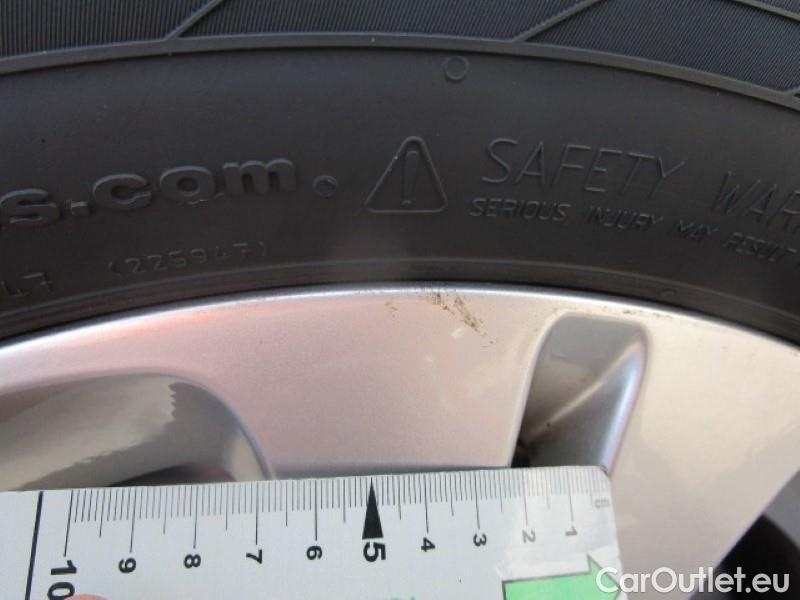 s.com.
SAFETY WAR
SERIOUS INJURY MAY RESULT
47 (225947)
10 9 8 7 6 5 4 3 2 1 cm
CarOutlet.eu